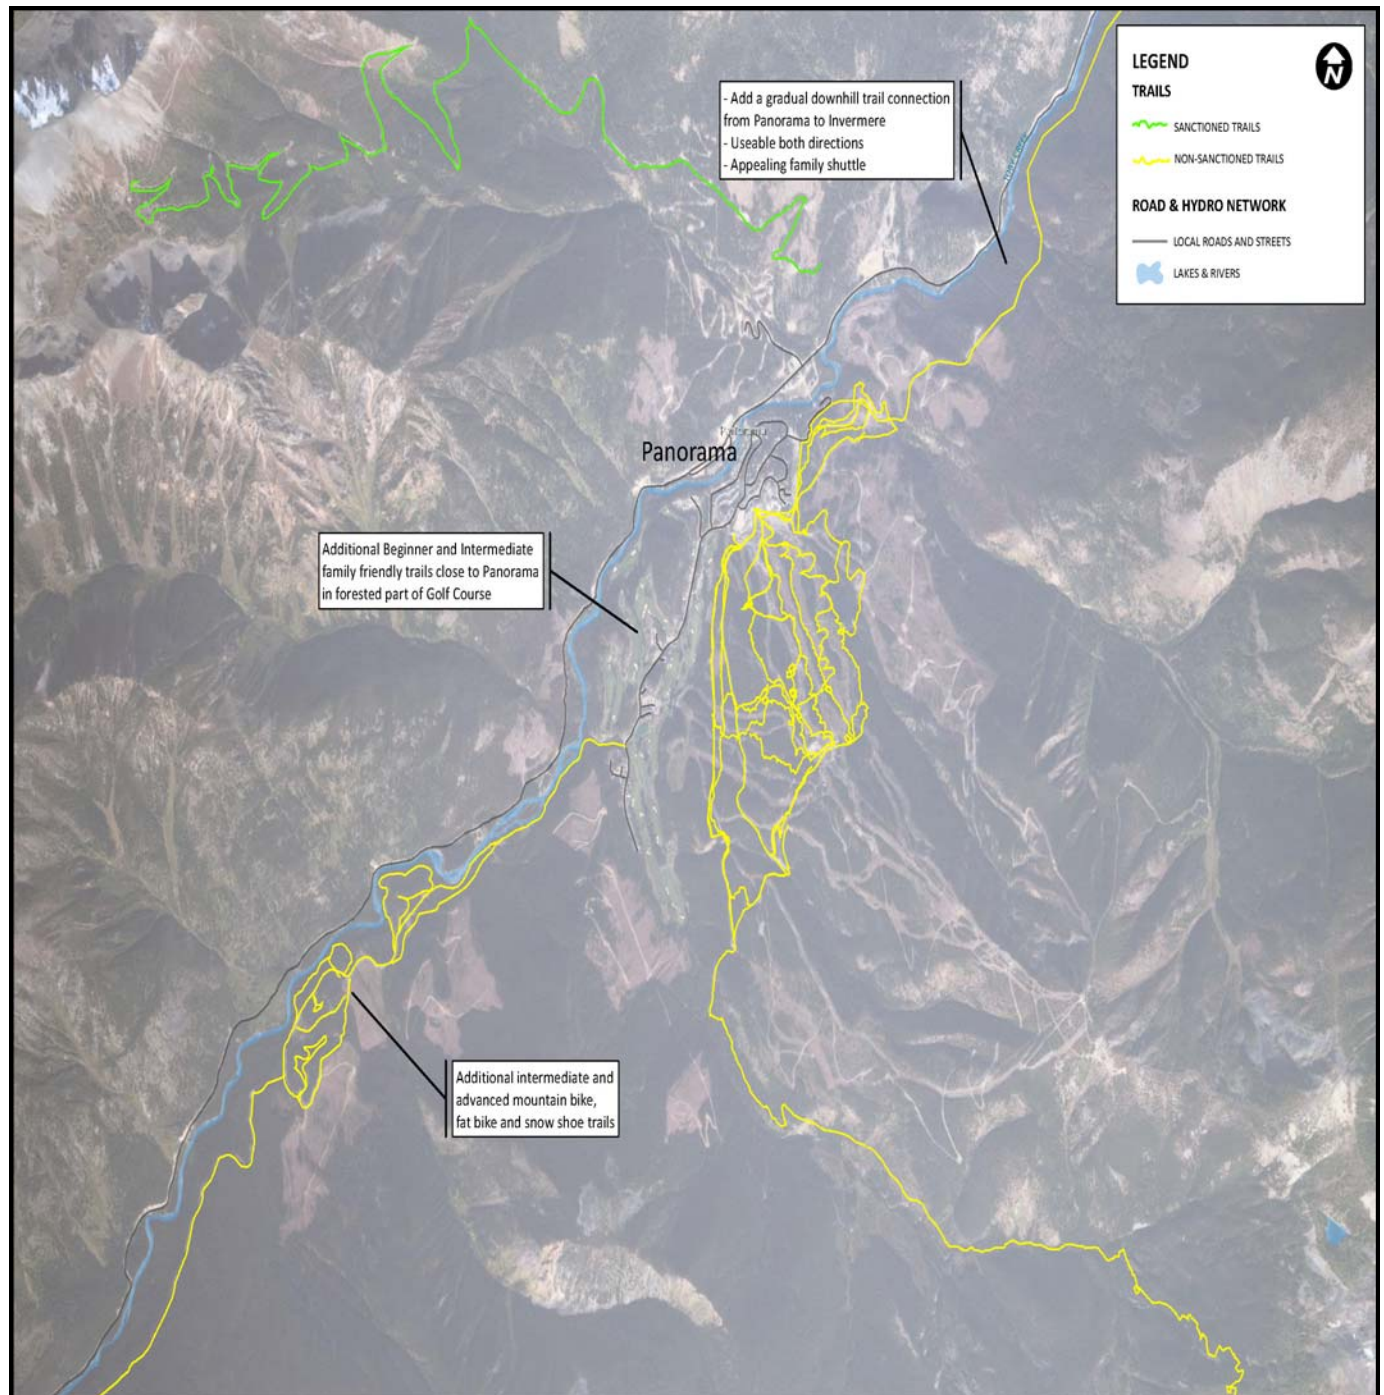 LEGEND
N
TRAILS
SANCTIONED TRAILS
NON-SANCTIONED TRAILS
ROAD & HYDRO NETWORK
LOCAL ROADS AND STREETS
LAKES & RIVERS
- Add a gradual downhill trail connection
from Panorama to Invermere
- Useable both directions
- Appealing family shuttle
Panorama
Panorama
Additional Beginner and Intermediate
family friendly trails close to Panorama
in forested part of Golf Course
Additional intermediate and
advanced mountain bike,
fat bike and snow shoe trails